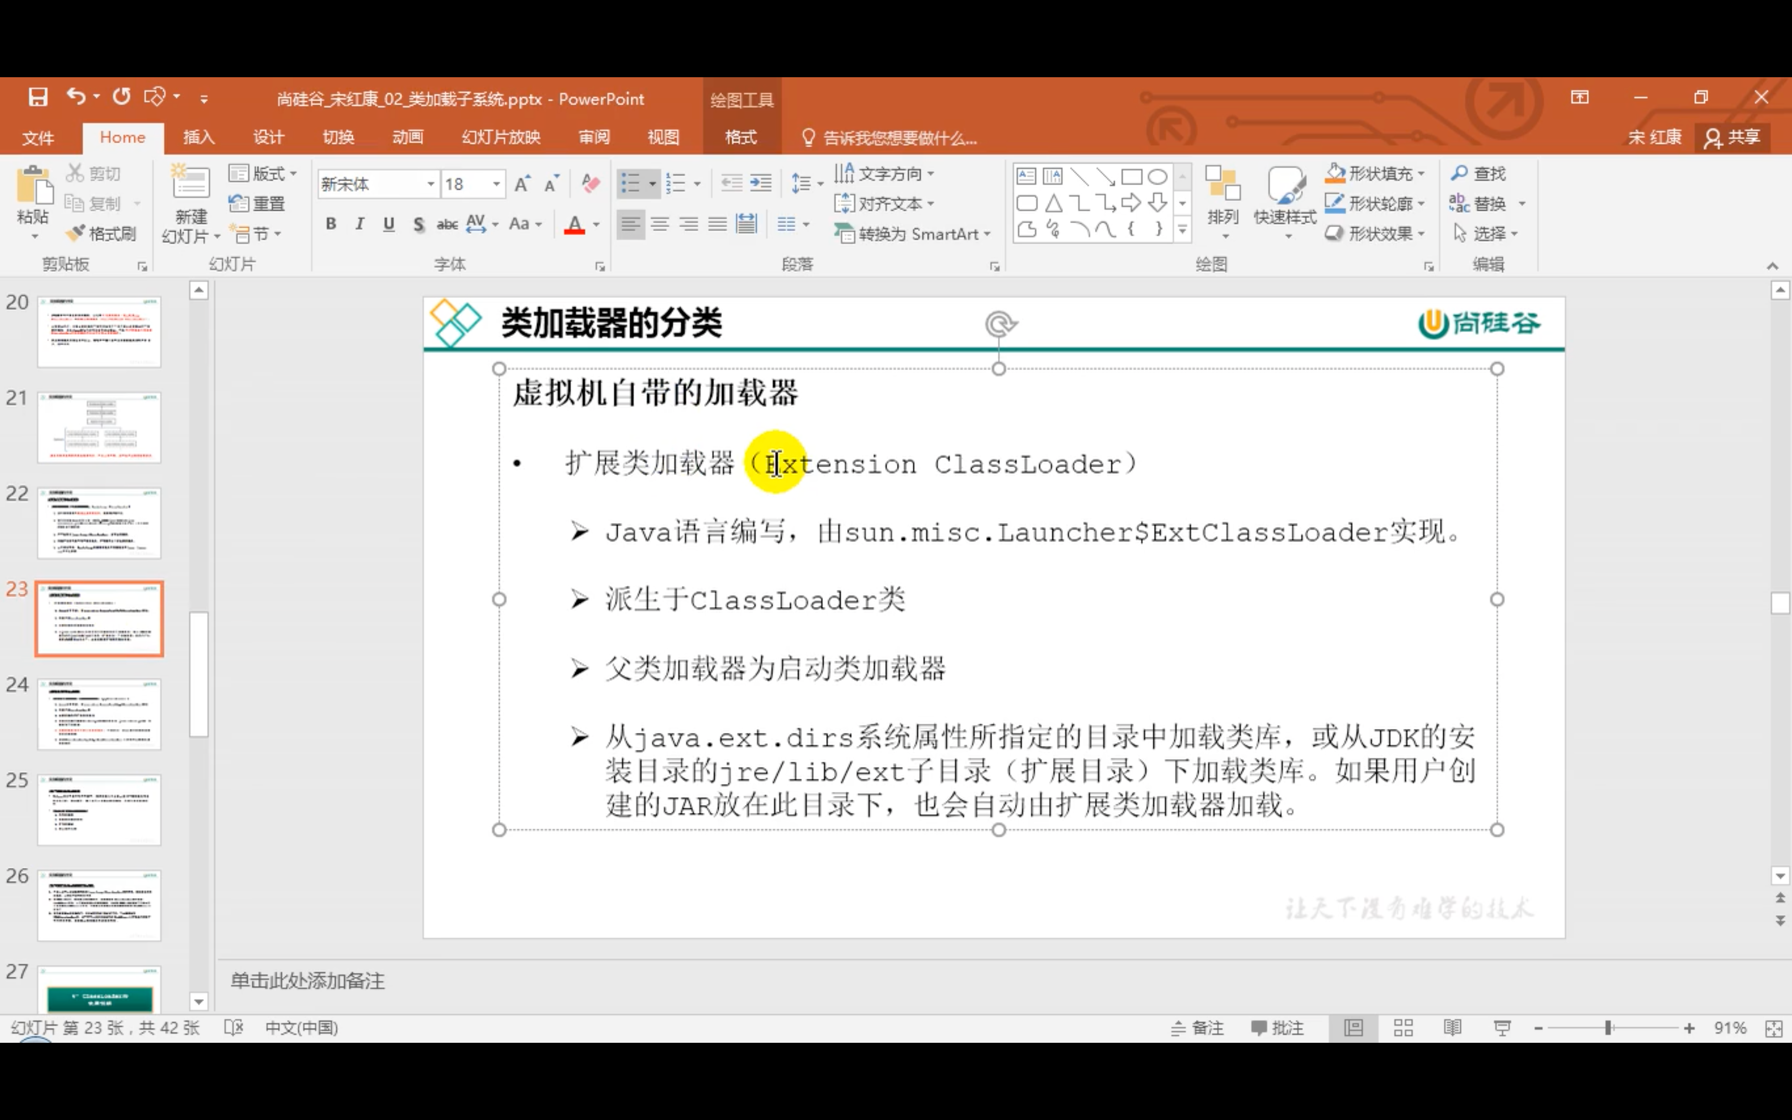 尚硅谷_宋红康_02_类加载子系统.pptx - PowerPoint
绘图工具
文件
Home
插入
设计
切换
动画
幻灯片放映
审阅
视图
格式
告诉我您想要做什么...
宋 红康
共享
粘贴
剪切
复制
格式刷
剪贴板
新建
幻灯片
版式
重置
节
幻灯片
新宋体
18
B I U S abc AV Aa A
字体
文字方向
对齐文本
转换为 SmartArt
段落
排列
快速样式
形状填充
形状轮廓
形状效果
绘图
查找
替换
选择
编辑
20
21
22
23
24
25
26
27
类加载器的分类
尚硅谷
虚拟机自带的加载器
• 扩展类加载器（Extension ClassLoader）
➢ Java语言编写，由sun.misc.Launcher$ExtClassLoader实现。
➢ 派生于ClassLoader类
➢ 父类加载器为启动类加载器
➢ 从java.ext.dirs系统属性所指定的目录中加载类库，或从JDK的安
装目录的jre/lib/ext子目录（扩展目录）下加载类库。如果用户创
建的JAR放在此目录下，也会自动由扩展类加载器加载。
让天下没有难学的技术
单击此处添加备注
幻灯片 第 23 张，共 42 张
中文(中国)
备注
批注
91%